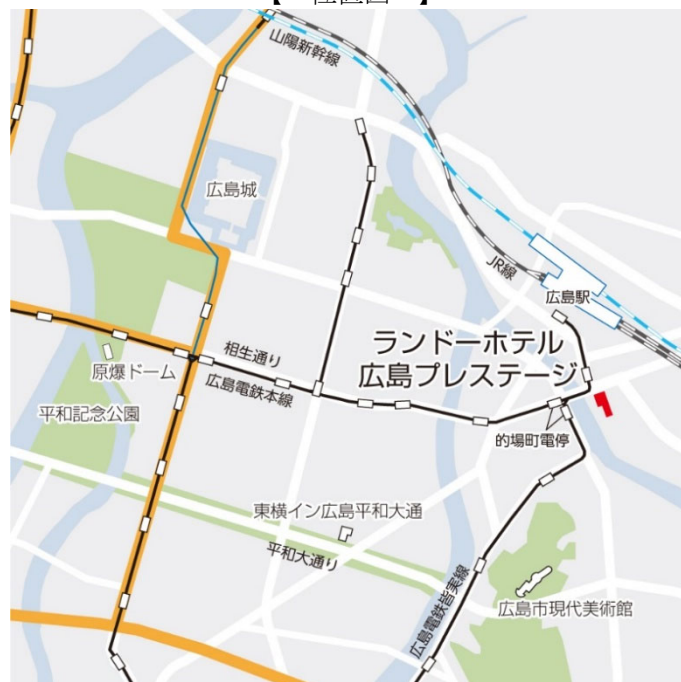 山陽新幹線
広島城
JR線
広島駅
ランドーホテル
広島プレステージ
相生通り
広島電鉄本線
原爆ドーム
平和記念公園
的場町電停
東横イン広島平和大通
平和大通り
広島電鉄皆実線
広島市現代美術館